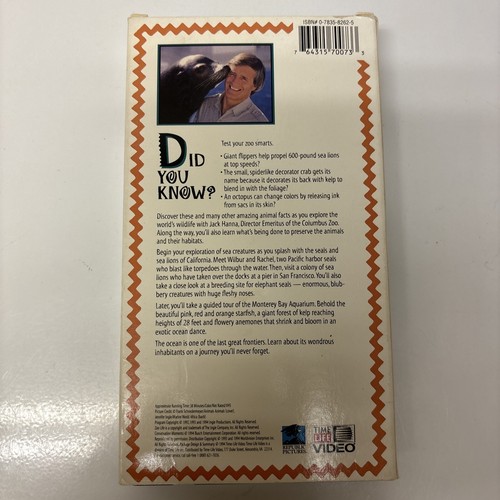 ISBN# 0-7835-8262-5
7 64315 70073 5
DID
YOU
KNOW?
Test your zoo smarts.
• Giant flippers help propel 600-pound sea lions
at top speeds?
• The small, spiderlike decorator crab gets its
name because it decorates its back with kelp to
blend in with the foliage?
• An octopus can change colors by releasing ink
from sacs in its skin?
Discover these and many other amazing animal facts as you explore the
world's wildlife with Jack Hanna, Director Emeritus of the Columbus Zoo.
Along the way, you'll also learn what's being done to preserve the animals
and their habitats.
Begin your exploration of sea creatures as you splash with the seals and
sea lions of California. Meet Wilbur and Rachel, two Pacific harbor seals
who blast like torpedoes through the water. Then, visit a colony of sea
lions who have taken over the docks at a pier in San Francisco. You'll also
take a close look at a breeding site for elephant seals — enormous, blub-
bery creatures with huge fleshy noses.
Later, you'll take a guided tour of the Monterey Bay Aquarium. Behold the
beautiful pink, red and orange starfish, a giant forest of kelp reaching
heights of 28 feet and flowery anemones that shrink and bloom in an
exotic ocean dance.
The ocean is one of the last great frontiers. Learn about its wondrous
inhabitants on a journey you'll never forget.
REPUBLIC
PICTURES
TIME
LIFE
VIDEO